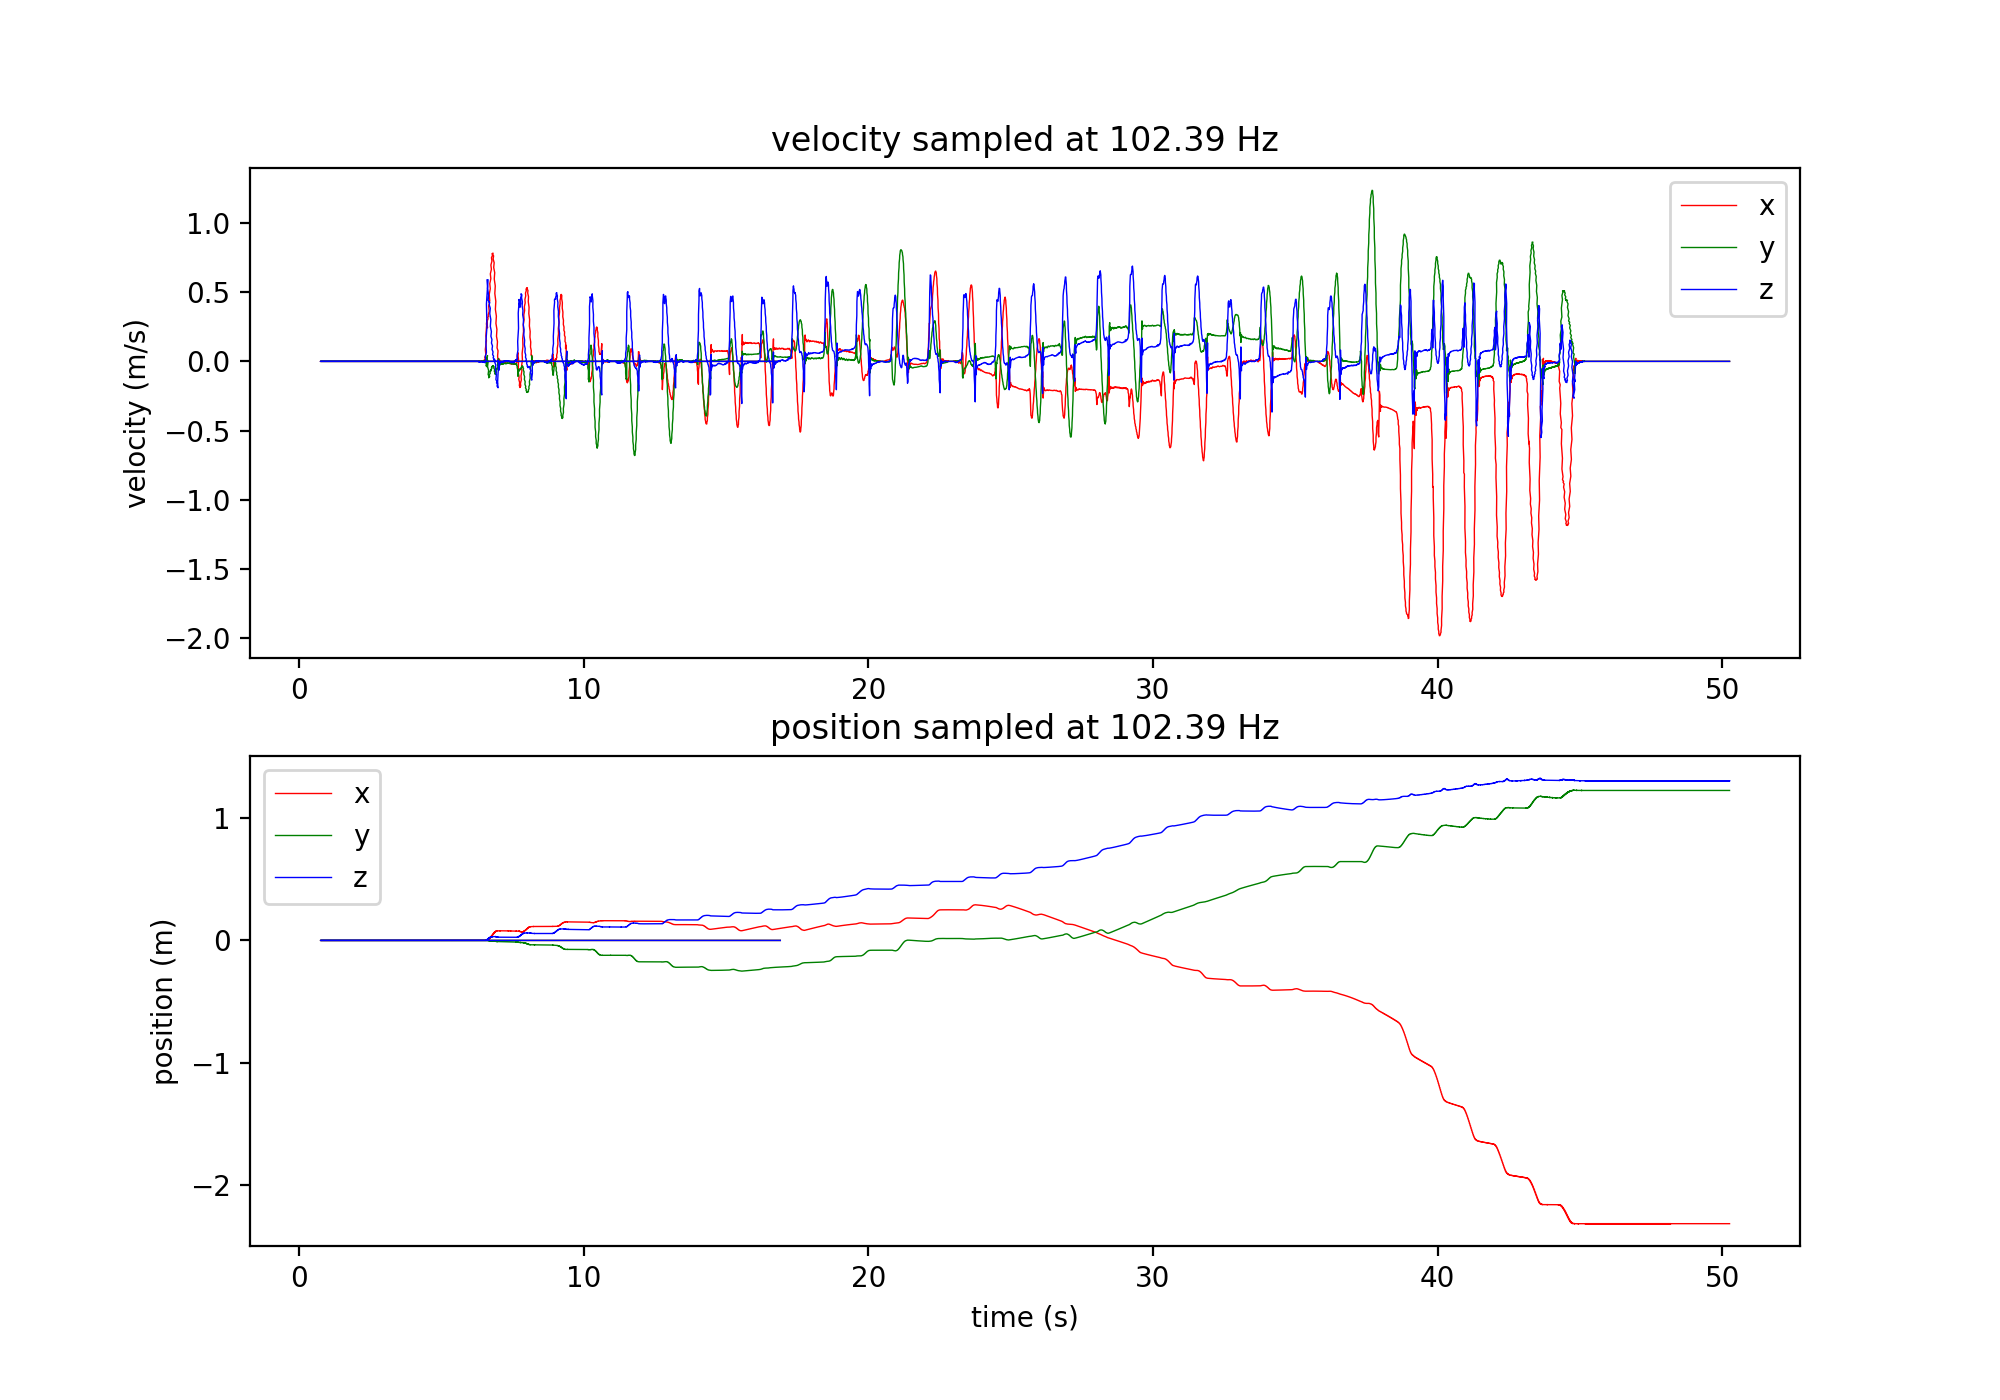 velocity sampled at 102.39 Hz
velocity (m/s)
1.0
0.5
0.0
−0.5
−1.0
−1.5
−2.0
x
y
z
0 10 20 30 40 50
position sampled at 102.39 Hz
position (m)
1
0
−1
−2
x
y
z
0 10 20 30 40 50
time (s)